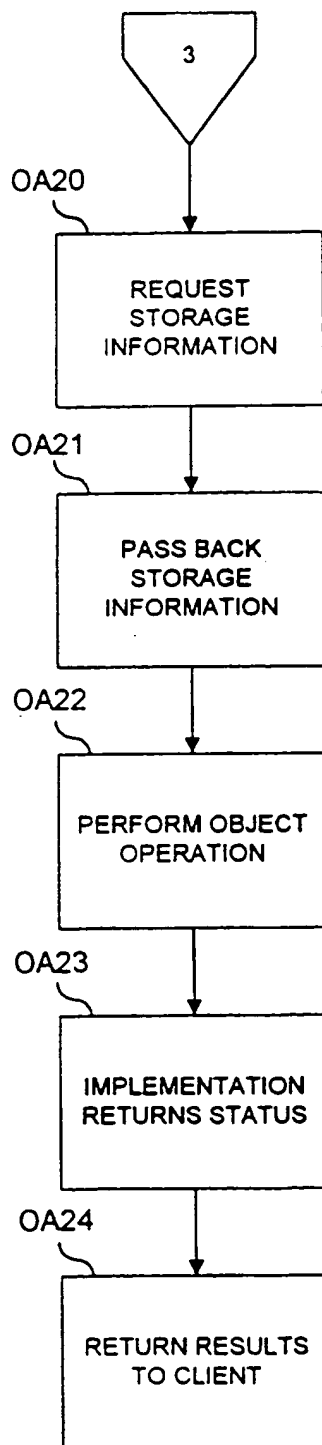 3
OA20
REQUEST
STORAGE
INFORMATION
OA21
PASS BACK
STORAGE
INFORMATION
OA22
PERFORM OBJECT
OPERATION
OA23
IMPLEMENTATION
RETURNS STATUS
OA24
RETURN RESULTS
TO CLIENT